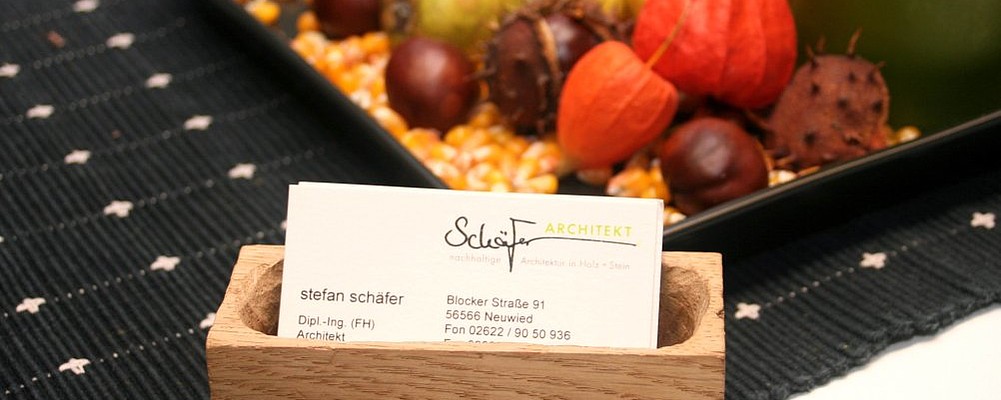 Schäfer ARCHITEKT
nachhaltige Architektur in Holz + Stein
stefan schäfer
Dipl.-Ing. (FH)
Architekt
Blocker Straße 91
56566 Neuwied
Fon 02622 / 90 50 936